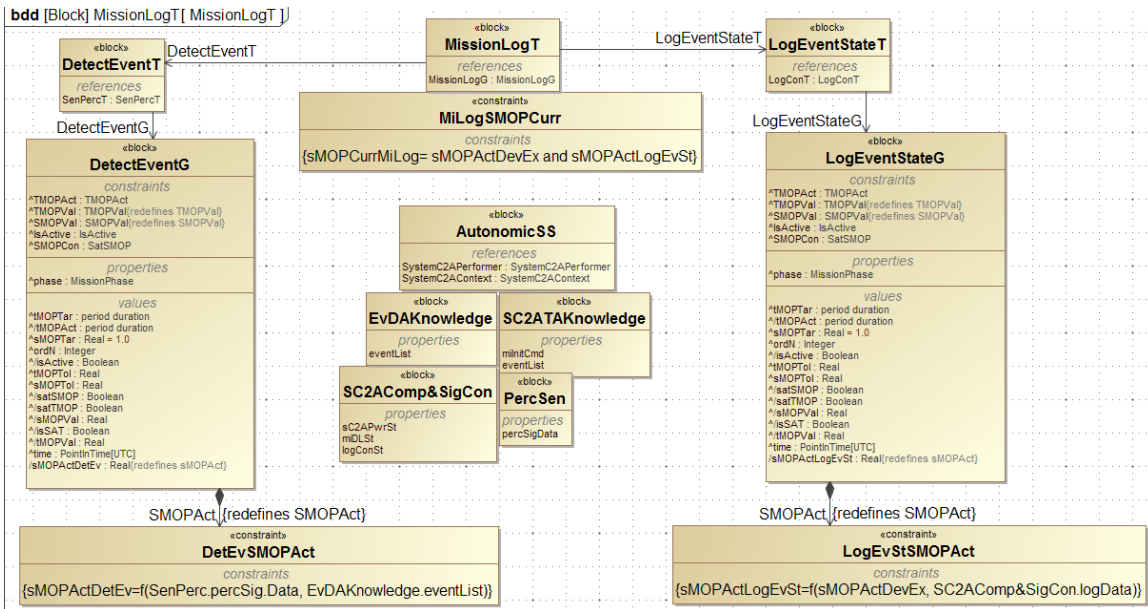 bdd [Block] MissionLogT[ MissionLogT ]
«block»
DetectEventT
references
SenPercT : SenPercT
DetectEventT
«block»
MissionLogT
references
MissionLogG : MissionLogG
LogEventStateT
«block»
LogEventStateT
references
LogConT : LogConT
«constraint»
MiLogSMOPCurr
constraints
{sMOPCurrMiLog= sMOPActDevEx and sMOPActLogEvSt}
DetectEventG
«block»
DetectEventG
constraints
^TMOPAct : TMOPAct
^TMOPVal : TMOPVal{redefines TMOPVal}
^SMOPVal : SMOPVal{redefines SMOPVal}
^IsActive : IsActive
^SMOPCon : SatSMOP
properties
^phase : MissionPhase
values
^tMOPTar : period duration
^/tMOPAct : period duration
^sMOPTar : Real = 1.0
^ordN : Integer
^/isActive : Boolean
^tMOPTol : Real
^sMOPTol : Real
^/satSMOP : Boolean
^/satTMOP : Boolean
^/sMOPVal : Real
^/isSAT : Boolean
^/tMOPVal : Real
^time : PointInTime[UTC]
/sMOPActDetEv : Real{redefines sMOPAct}
«block»
AutonomicSS
references
SystemC2APerformer : SystemC2APerformer
SystemC2AContext : SystemC2AContext
«block»
EvDAKnowledge
properties
eventList
«block»
SC2ATAKnowledge
properties
miInitCmd
eventList
«block»
SC2AComp&SigCon
properties
sC2APwrSt
miDLSt
logConSt
«block»
PercSen
properties
percSigData
LogEventStateG
«block»
LogEventStateG
constraints
^TMOPAct : TMOPAct
^TMOPVal : TMOPVal{redefines TMOPVal}
^SMOPVal : SMOPVal{redefines SMOPVal}
^IsActive : IsActive
^SMOPCon : SatSMOP
properties
^phase : MissionPhase
values
^tMOPTar : period duration
^/tMOPAct : period duration
^sMOPTar : Real = 1.0
^ordN : Integer
^/isActive : Boolean
^tMOPTol : Real
^sMOPTol : Real
^/satSMOP : Boolean
^/satTMOP : Boolean
^/sMOPVal : Real
^/isSAT : Boolean
^/tMOPVal : Real
^time : PointInTime[UTC]
/sMOPActLogEvSt : Real{redefines sMOPAct}
SMOPAct {redefines SMOPAct}
«constraint»
DetEvSMOPAct
constraints
{sMOPActDetEv=f(SenPerc.percSig.Data, EvDAKnowledge.eventList)}
SMOPAct {redefines SMOPAct}
«constraint»
LogEvStSMOPAct
constraints
{sMOPActLogEvSt=f(sMOPActDevEx, SC2AComp&SigCon.logData)}